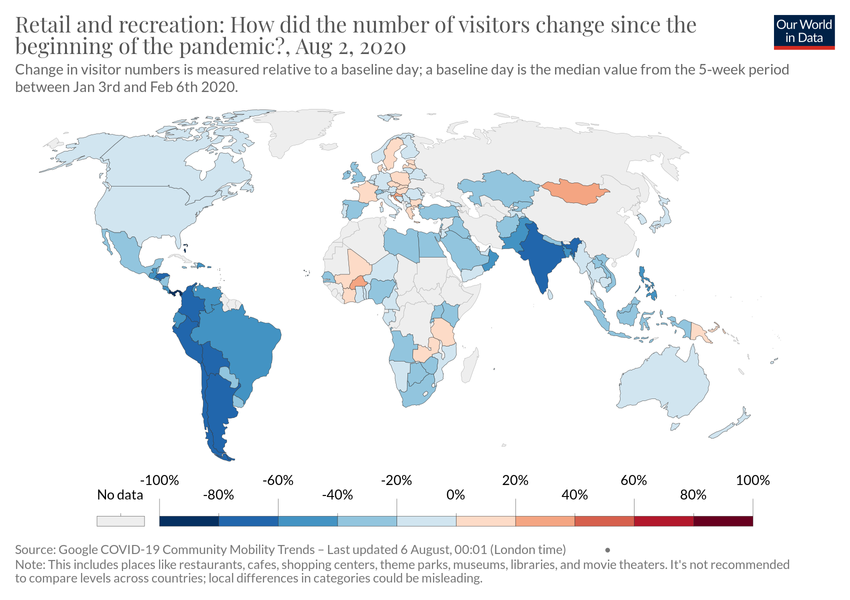 Retail and recreation: How did the number of visitors change since the
beginning of the pandemic?, Aug 2, 2020
Our World
in Data
Change in visitor numbers is measured relative to a baseline day; a baseline day is the median value from the 5-week period
between Jan 3rd and Feb 6th 2020.
-100% -60% -20% 20% 60% 100%
No data -80% -40% 0% 40% 80%
Source: Google COVID-19 Community Mobility Trends – Last updated 6 August, 00:01 (London time)
Note: This includes places like restaurants, cafes, shopping centers, theme parks, museums, libraries, and movie theaters. It's not recommended
to compare levels across countries; local differences in categories could be misleading.